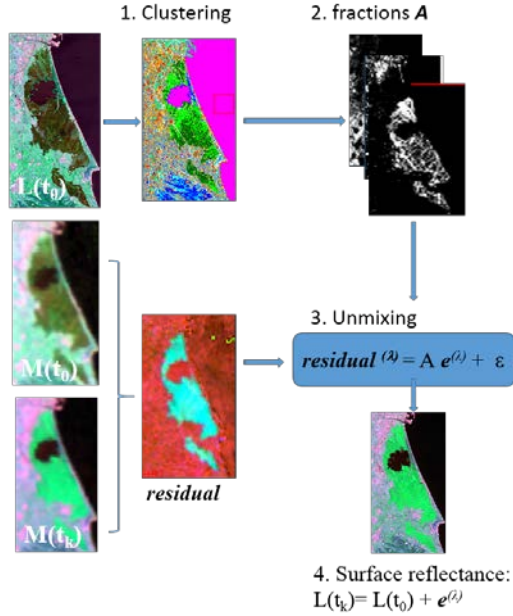 1. Clustering
2. fractions A
L(t₀)
M(t₀)
3. Unmixing
residual ⁽λ⁾ = A e⁽λ⁾ + ε
M(tₖ)
residual
4. Surface reflectance:
L(tₖ)= L(t₀) + e⁽λ⁾